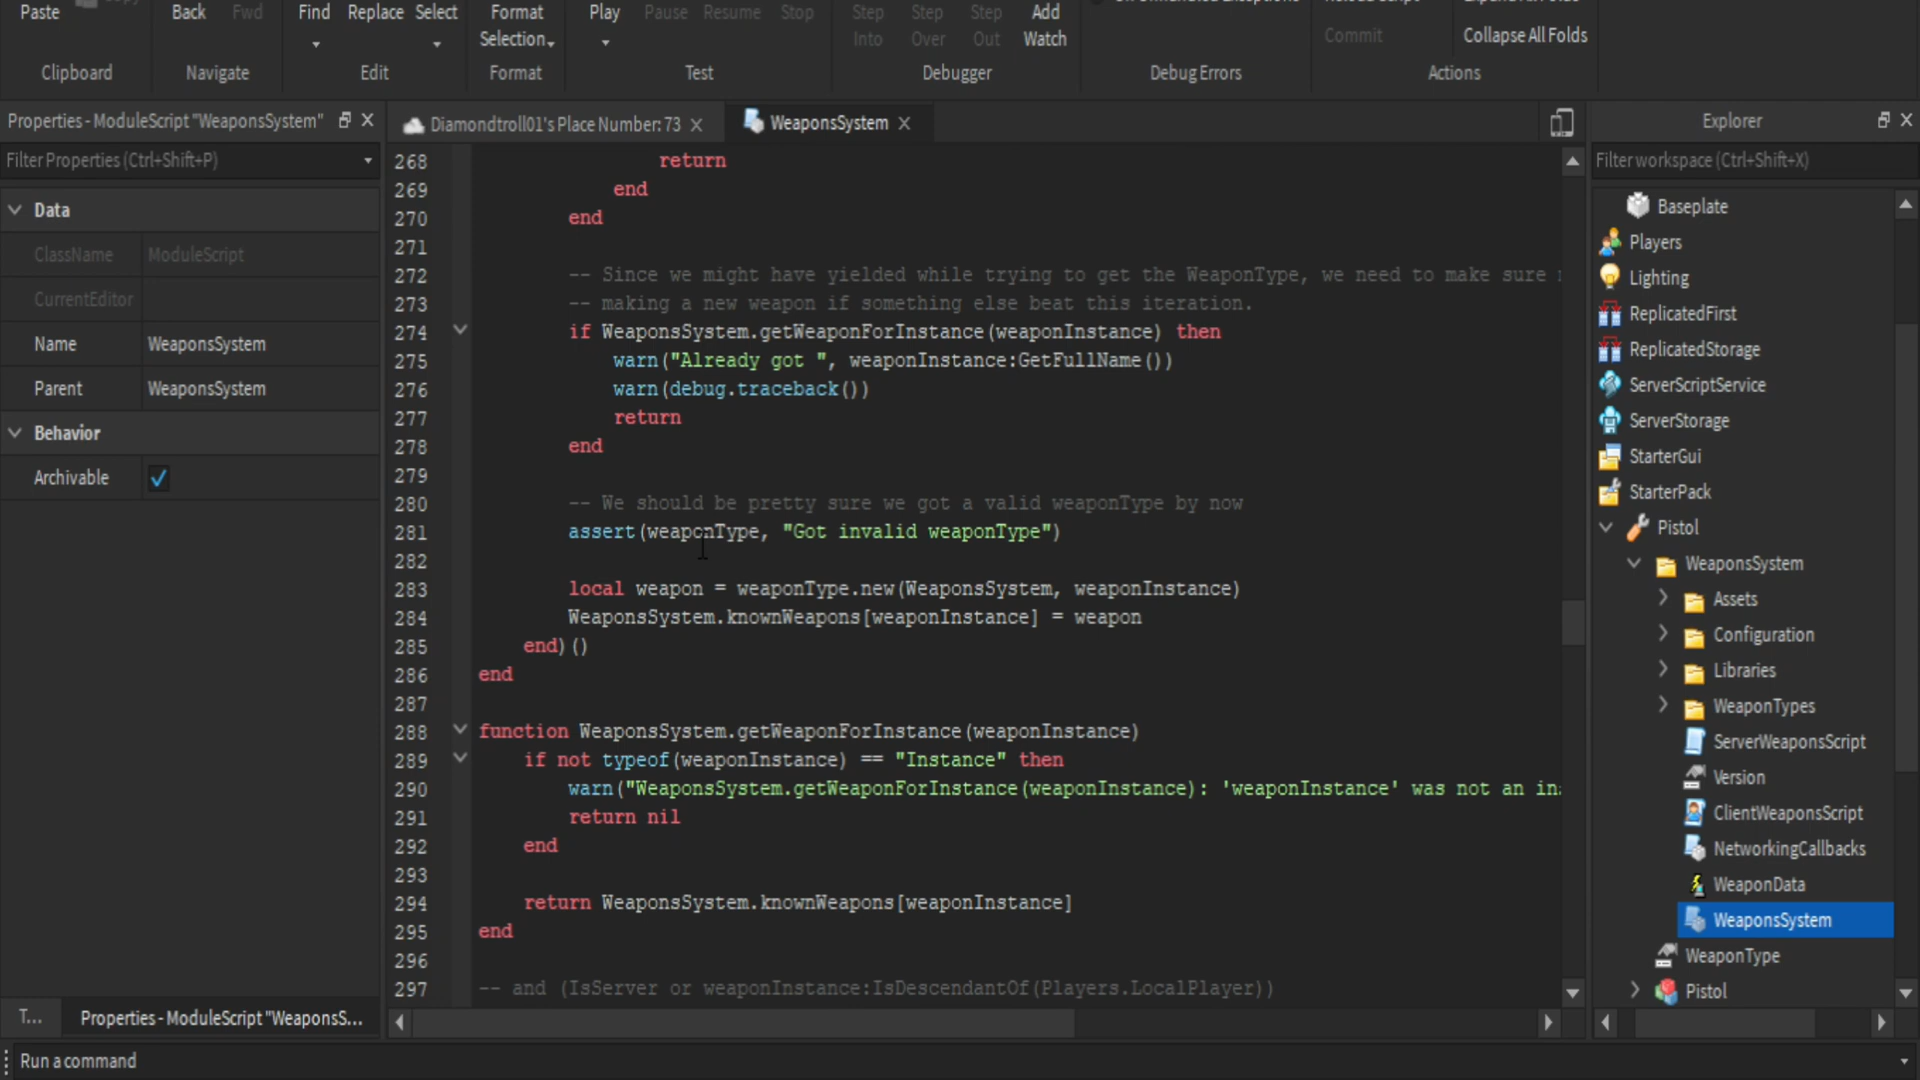 Paste
Back Fwd
Find Replace Select
Format
Selection
Play Pause Resume Stop
Step
Into
Step
Over
Step
Out
Add
Watch
Commit
Collapse All Folds
Clipboard Navigate Edit Format Test Debugger Debug Errors Actions
Properties - ModuleScript "WeaponsSystem"
Filter Properties (Ctrl+Shift+P)
Data
ClassName ModuleScript
CurrentEditor
Name WeaponsSystem
Parent WeaponsSystem
Behavior
Archivable
T... Properties - ModuleScript "WeaponsS...
Diamondtroll01's Place Number: 73
WeaponsSystem
268 return
269 end
270 end
271
272 -- Since we might have yielded while trying to get the WeaponType, we need to make sure
273 -- making a new weapon if something else beat this iteration.
274 if WeaponsSystem.getWeaponForInstance(weaponInstance) then
275 warn("Already got ", weaponInstance:GetFullName())
276 warn(debug.traceback())
277 return
278 end
279
280 -- We should be pretty sure we got a valid weaponType by now
281 assert(weaponType, "Got invalid weaponType")
282
283 local weapon = weaponType.new(WeaponsSystem, weaponInstance)
284 WeaponsSystem.knownWeapons[weaponInstance] = weapon
285 end)()
286 end
287
288 function WeaponsSystem.getWeaponForInstance(weaponInstance)
289 if not typeof(weaponInstance) == "Instance" then
290 warn("WeaponsSystem.getWeaponForInstance(weaponInstance): 'weaponInstance' was not an in
291 return nil
292 end
293
294 return WeaponsSystem.knownWeapons[weaponInstance]
295 end
296
297 -- and (IsServer or weaponInstance:IsDescendantOf(Players.LocalPlayer))
Explorer
Filter workspace (Ctrl+Shift+X)
Baseplate
Players
Lighting
ReplicatedFirst
ReplicatedStorage
ServerScriptService
ServerStorage
StarterGui
StarterPack
Pistol
WeaponsSystem
Assets
Configuration
Libraries
WeaponTypes
ServerWeaponsScript
Version
ClientWeaponsScript
NetworkingCallbacks
WeaponData
WeaponsSystem
WeaponType
Pistol
Run a command